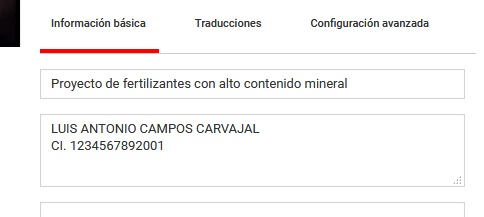 Información básica Traducciones Configuración avanzada
Proyecto de fertilizantes con alto contenido mineral
LUIS ANTONIO CAMPOS CARVAJAL
CI. 1234567892001